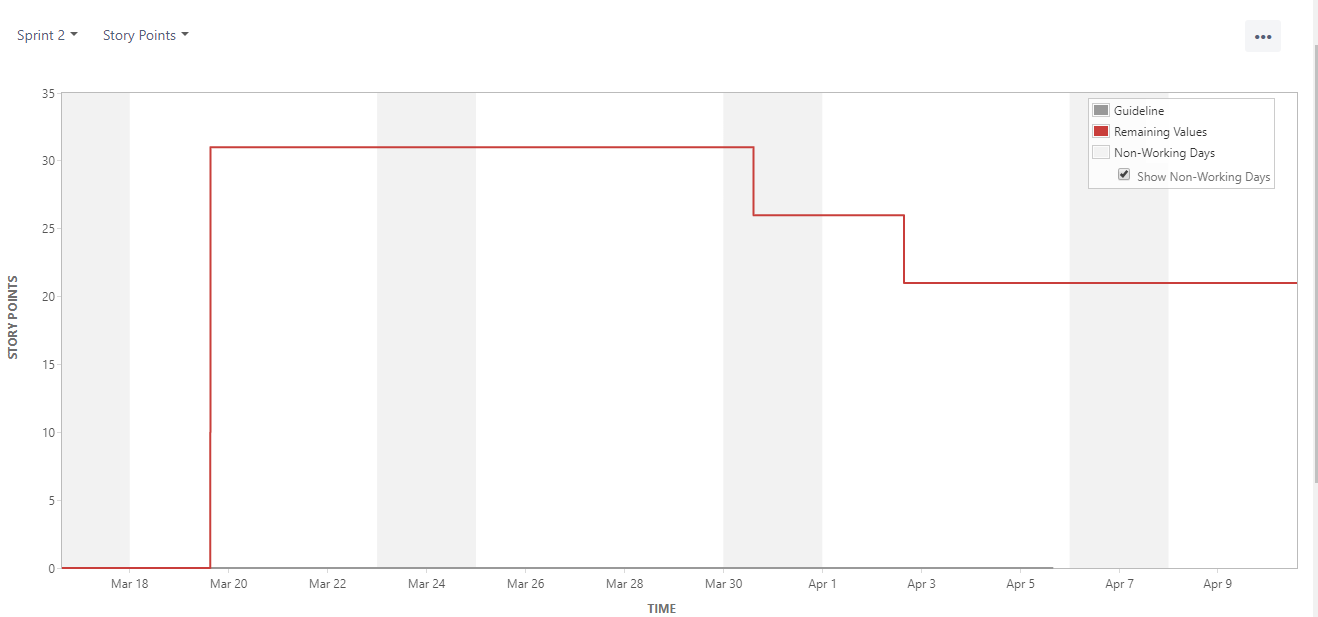 Sprint 2 Story Points
35
30
25
20
15
10
5
0
STORY POINTS
Guideline
Remaining Values
Non-Working Days
Show Non-Working Days
Mar 18 Mar 20 Mar 22 Mar 24 Mar 26 Mar 28 Mar 30 Apr 1 Apr 3 Apr 5 Apr 7 Apr 9
TIME